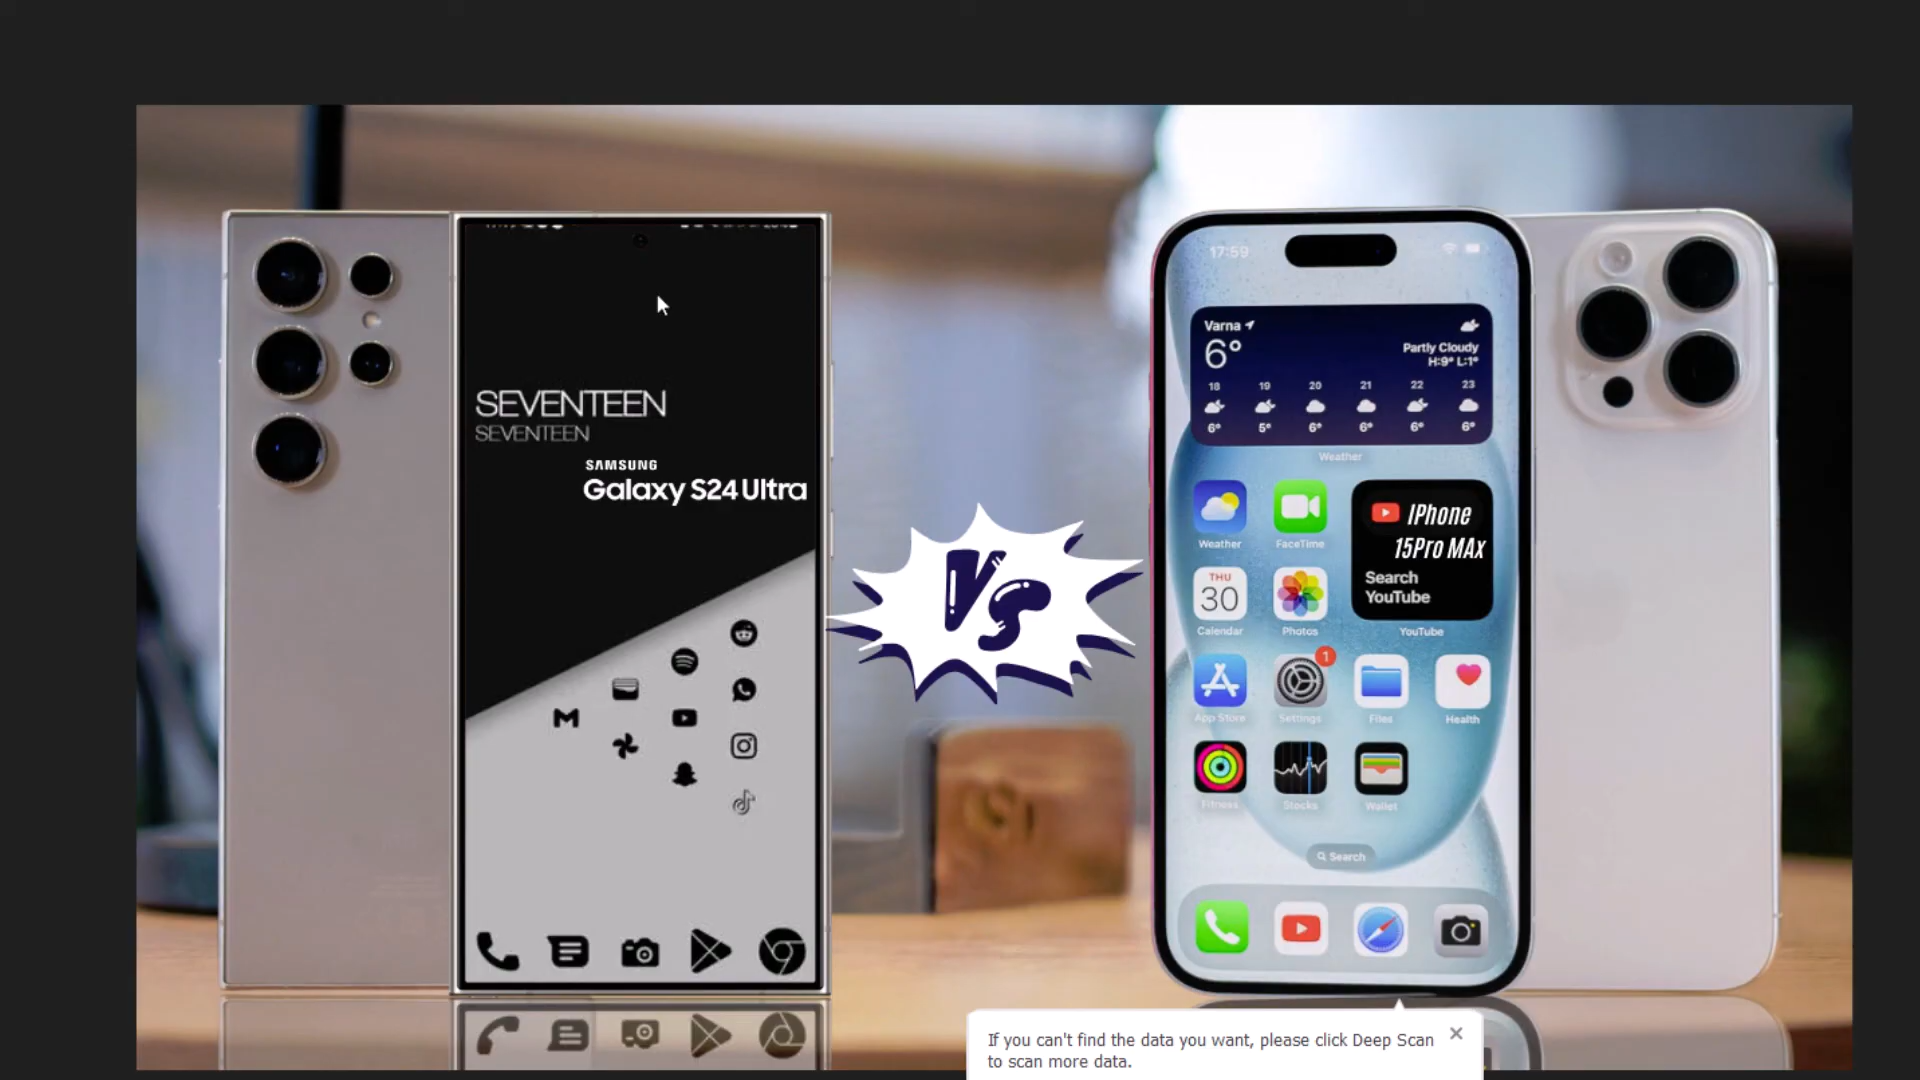 SEVENTEEN
SEVENTEEN
SAMSUNG
Galaxy S24 Ultra
Vs
17:59
Varna
6°
Partly Cloudy
H:9° L:1°
18 19 20 21 22 23
6° 5° 6° 6° 6° 6°
Weather
Weather
FaceTime
IPhone
15Pro MAx
Search
YouTube
YouTube
THU
30
Calendar
Photos
1
App Store
Settings
Files
Health
Fitness
Stocks
Wallet
Search
If you can't find the data you want, please click Deep Scan
to scan more data.